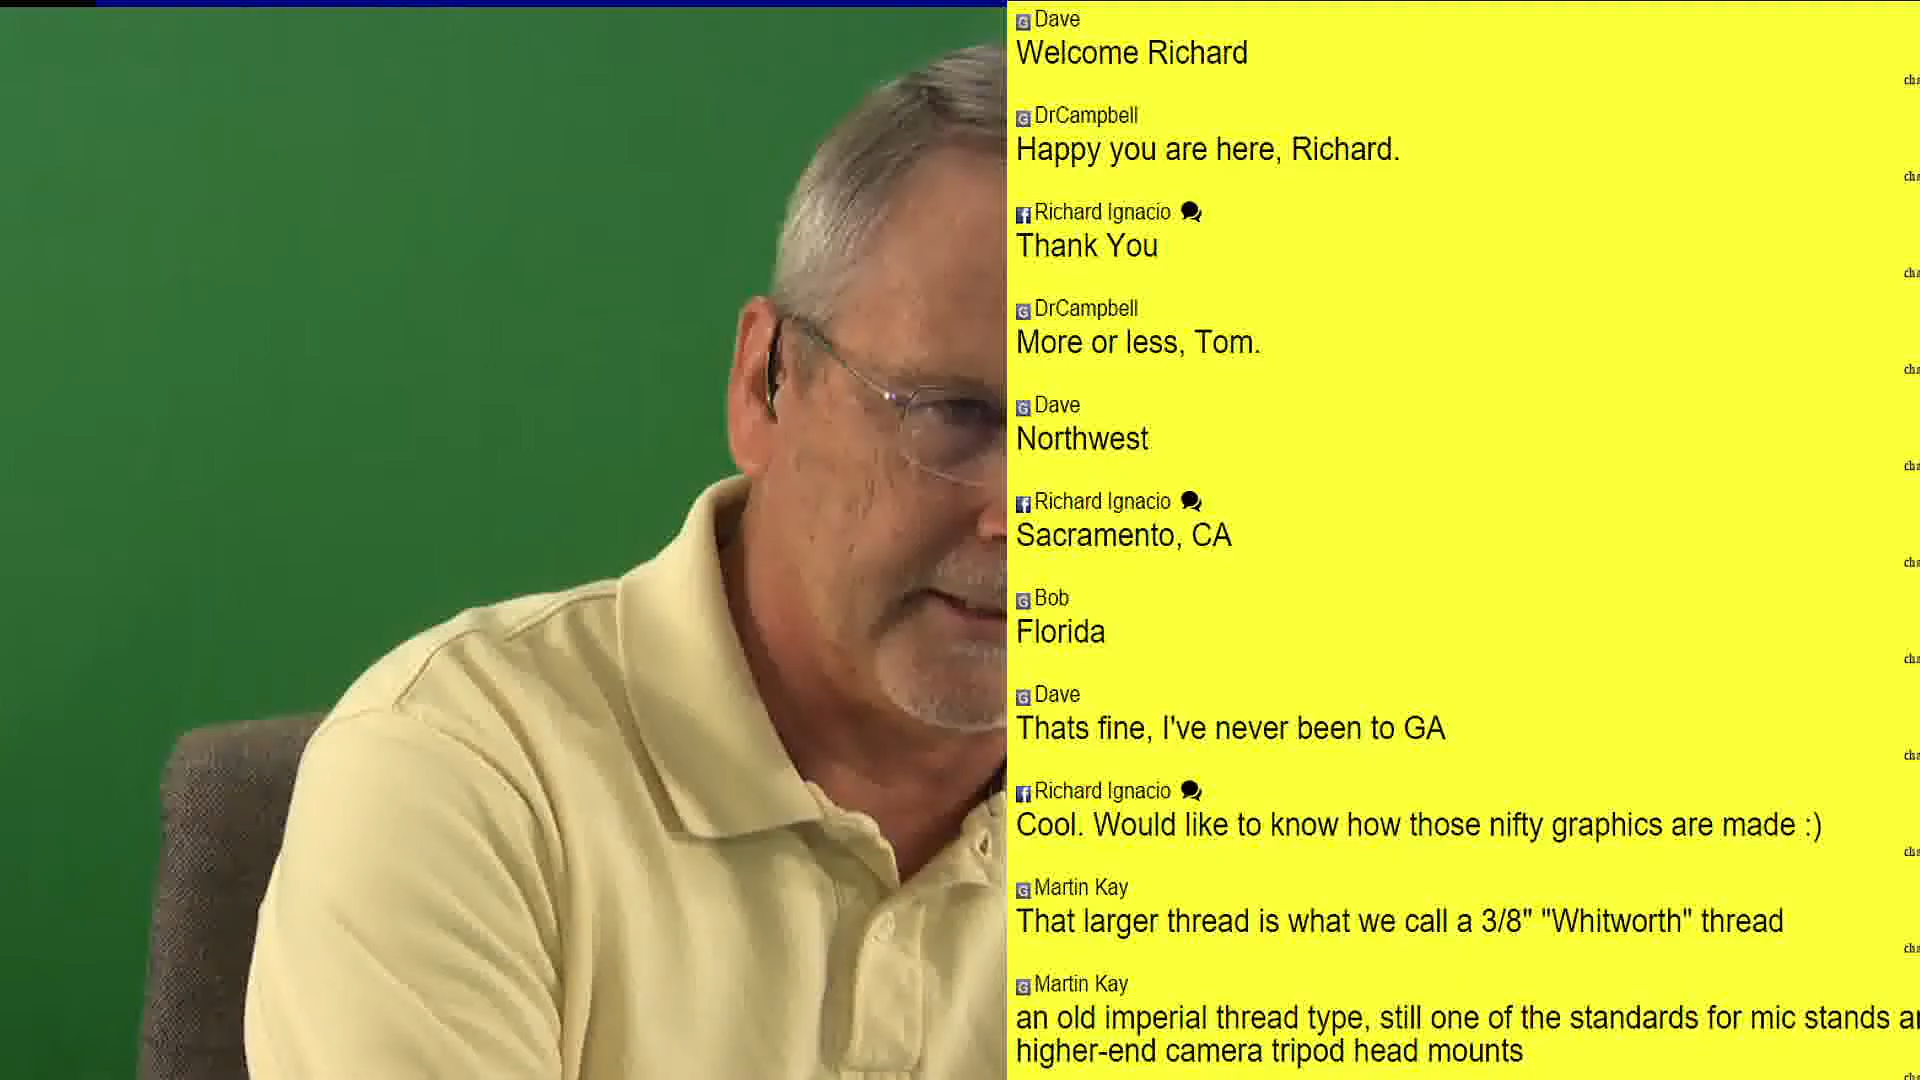 Dave
Welcome Richard
DrCampbell
Happy you are here, Richard.
Richard Ignacio
Thank You
DrCampbell
More or less, Tom.
Dave
Northwest
Richard Ignacio
Sacramento, CA
Bob
Florida
Dave
Thats fine, I've never been to GA
Richard Ignacio
Cool. Would like to know how those nifty graphics are made :)
Martin Kay
That larger thread is what we call a 3/8" "Whitworth" thread
Martin Kay
an old imperial thread type, still one of the standards for mic stands
higher-end camera tripod head mounts